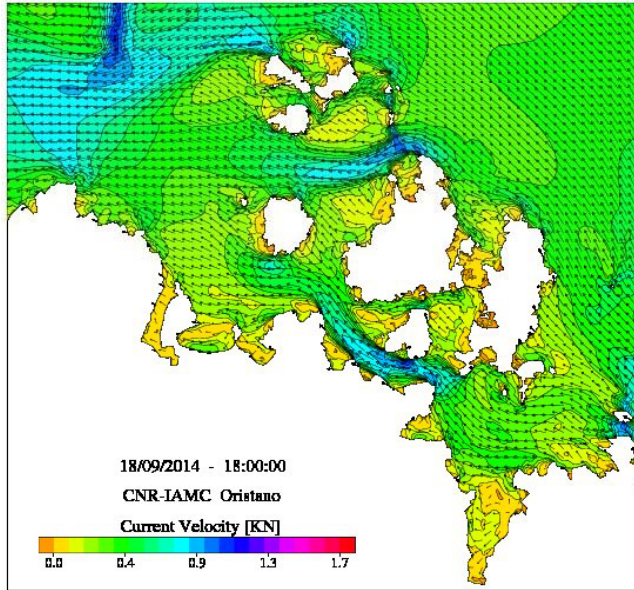 18/09/2014 - 18:00:00
CNR-IAMC Oristano
Current Velocity [KN]
0.0 0.4 0.9 1.3 1.7